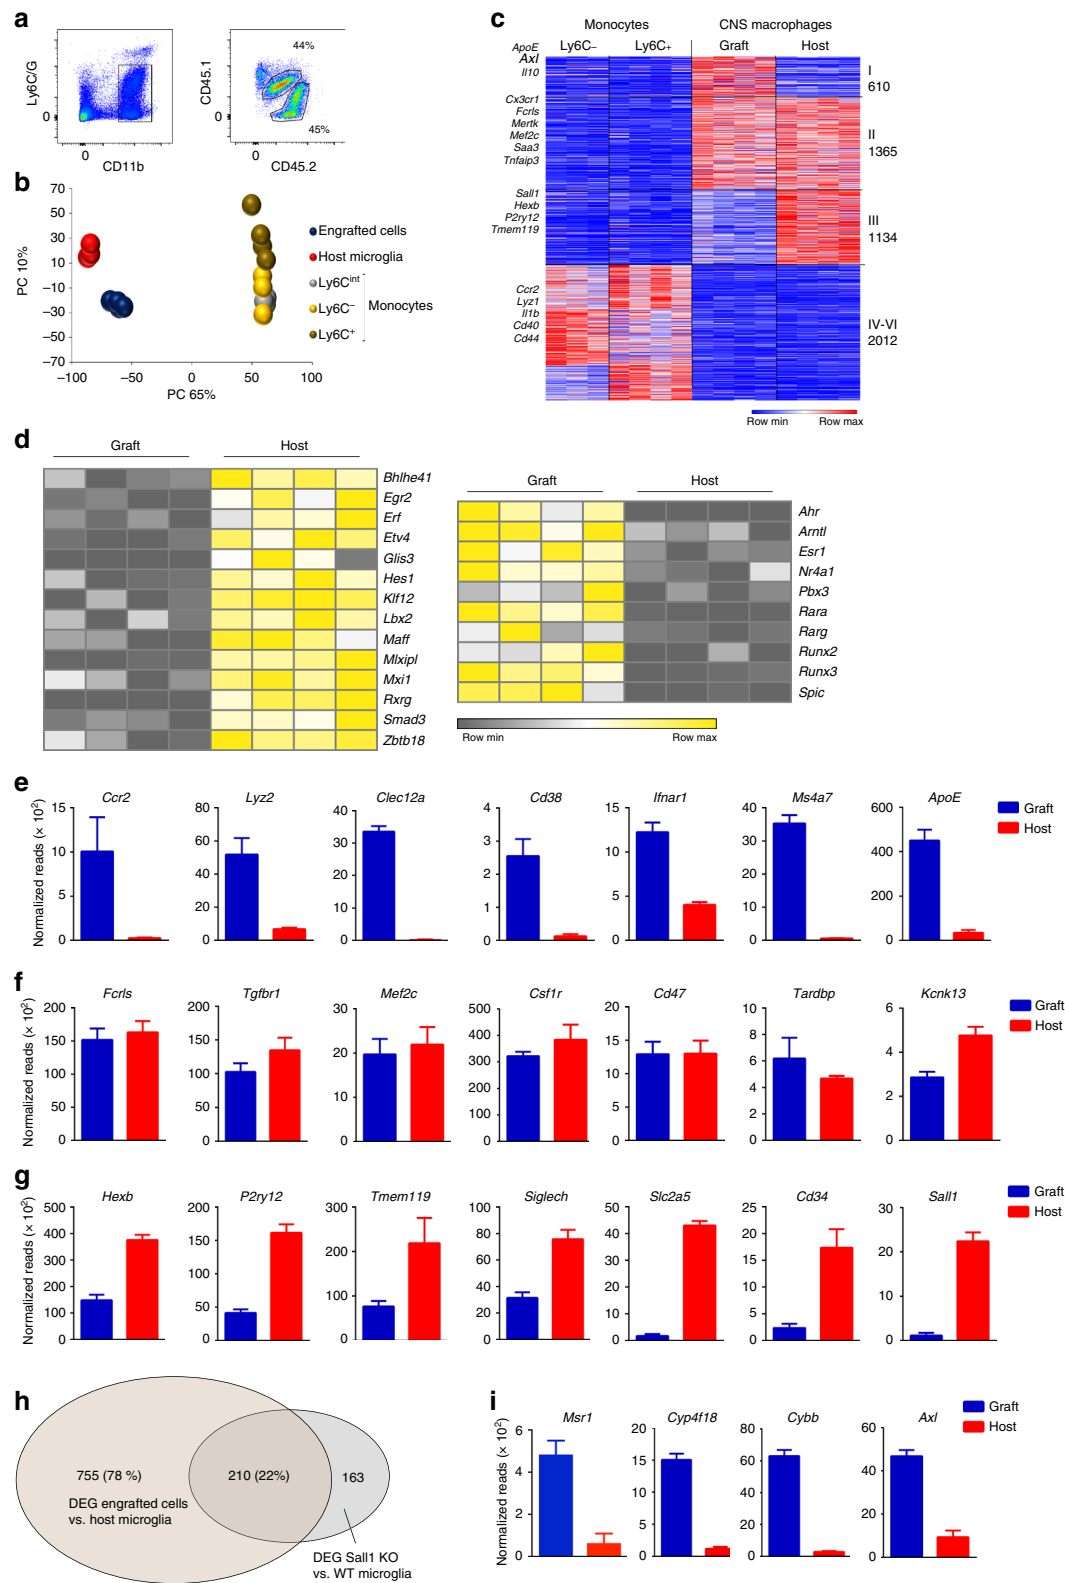 a
Ly6C/G
0
0
CD11b
CD45.1
44%
45%
0
0
CD45.2
b
PC 10%
70
50
30
10
–10
–30
–50
–70
–100
–50
0
50
100
PC 65%
Engrafted cells
Host microglia
Ly6Cint
Ly6C–
Ly6C+
Monocytes
c
Monocytes
CNS macrophages
Ly6C–
Ly6C+
Graft
Host
ApoE
Axl
Il10
Cx3cr1
Fcrls
Mertk
Mef2c
Saa3
Tnfaip3
Sall1
Hexb
P2ry12
Tmem119
Ccr2
Lyz1
Il1b
Cd40
Cd44
I
610
II
1365
III
1134
IV-VI
2012
Row min
Row max
d
Graft
Host
Bhlhe41
Egr2
Erf
Etv4
Glis3
Hes1
Klf12
Lbx2
Maff
Mlxipl
Mxi1
Rxrg
Smad3
Zbtb18
Graft
Host
Ahr
Arntl
Esr1
Nr4a1
Pbx3
Rara
Rarg
Runx2
Runx3
Spic
Row min
Row max
e
Normalized reads (× 10²)
Ccr2
15
10
5
0
Lyz2
80
60
40
20
0
Clec12a
40
30
20
10
0
Cd38
4
3
2
1
0
Ifnar1
15
10
5
0
Ms4a7
40
30
20
10
0
ApoE
600
400
200
0
Graft
Host
f
Normalized reads (× 10²)
Fcrls
200
150
100
50
0
Tgfbr1
150
100
50
0
Mef2c
30
20
10
0
Csf1r
500
400
300
200
100
0
Cd47
20
15
10
5
0
Tardbp
10
8
6
4
2
0
Kcnk13
6
4
2
0
Graft
Host
g
Normalized reads (× 10²)
Hexb
500
400
300
200
100
0
P2ry12
200
150
100
50
0
Tmem119
300
200
100
0
Siglech
100
80
60
40
20
0
Slc2a5
50
40
30
20
10
0
Cd34
25
20
15
10
5
0
Sall1
30
20
10
0
Graft
Host
h
755 (78 %)
210 (22%)
163
DEG engrafted cells
vs. host microglia
DEG Sall1 KO
vs. WT microglia
i
Normalized reads (× 10²)
Msr1
6
4
2
0
Cyp4f18
20
15
10
5
0
Cybb
80
60
40
20
0
Axl
60
40
20
0
Graft
Host